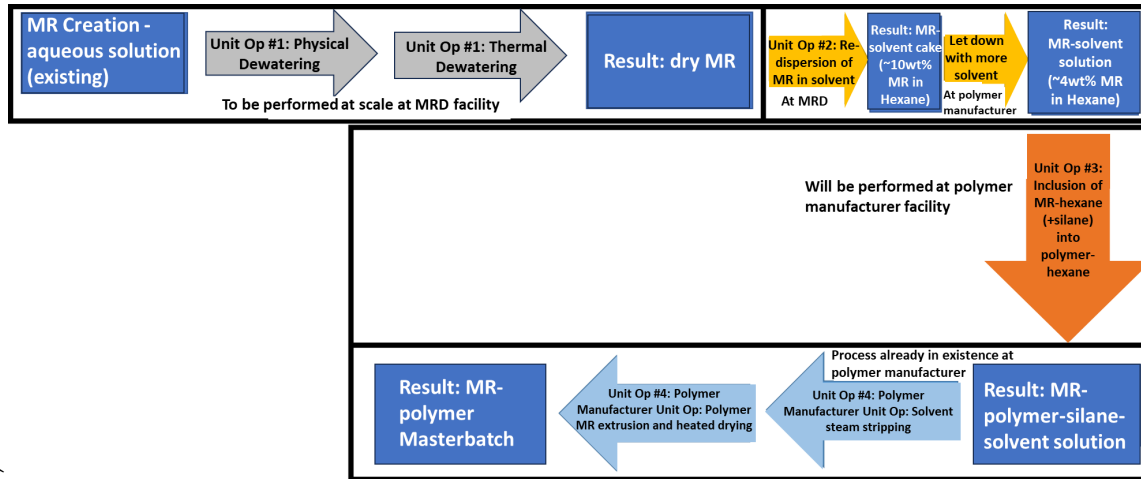 MR Creation -
aqueous solution
(existing)
Unit Op #1: Physical
Dewatering
Unit Op #1: Thermal
Dewatering
To be performed at scale at MRD facility
Result: dry MR
Unit Op #2: Re-
dispersion of
MR in solvent
At MRD
Result: MR-
solvent cake
(~10wt%
MR in
Hexane)
Let down
with more
solvent
At polymer
manufacturer
Result:
MR-solvent
solution
(~4wt% MR
in Hexane)
Will be performed at polymer
manufacturer facility
Unit Op #3:
Inclusion of
MR-hexane
(+silane)
into
polymer-
hexane
Process already in existence at
polymer manufacturer
Result: MR-
polymer-silane-
solvent solution
Unit Op #4: Polymer
Manufacturer Unit Op: Solvent
steam stripping
Unit Op #4: Polymer
Manufacturer Unit Op: Polymer
MR extrusion and heated drying
Result: MR-
polymer
Masterbatch